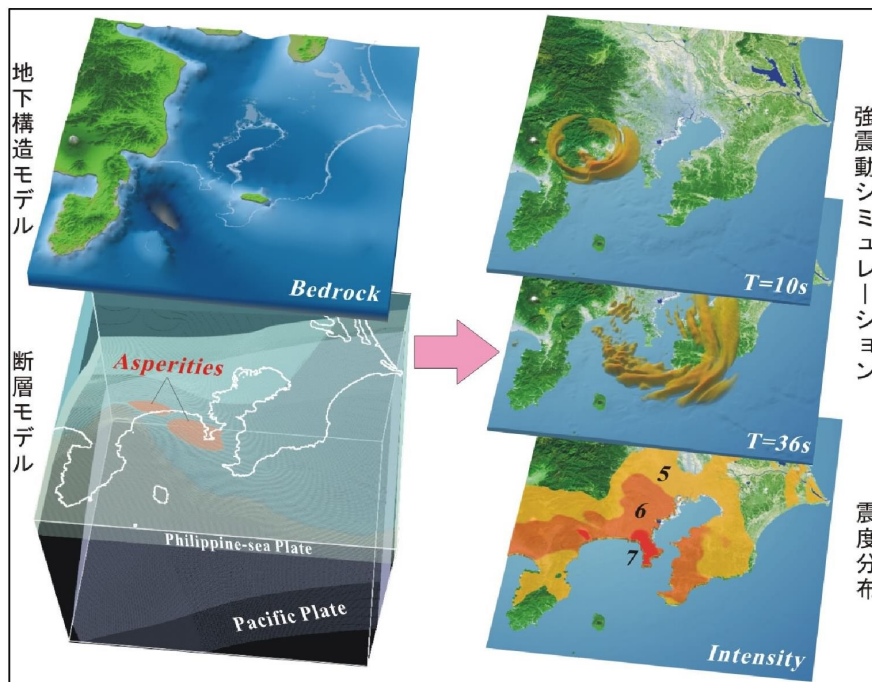 地下構造モデル
Bedrock
断層モデル
Asperities
Philippine-sea Plate
Pacific Plate
強震動シミュレーション
T=10s
T=36s
震度分布
5
6
7
Intensity